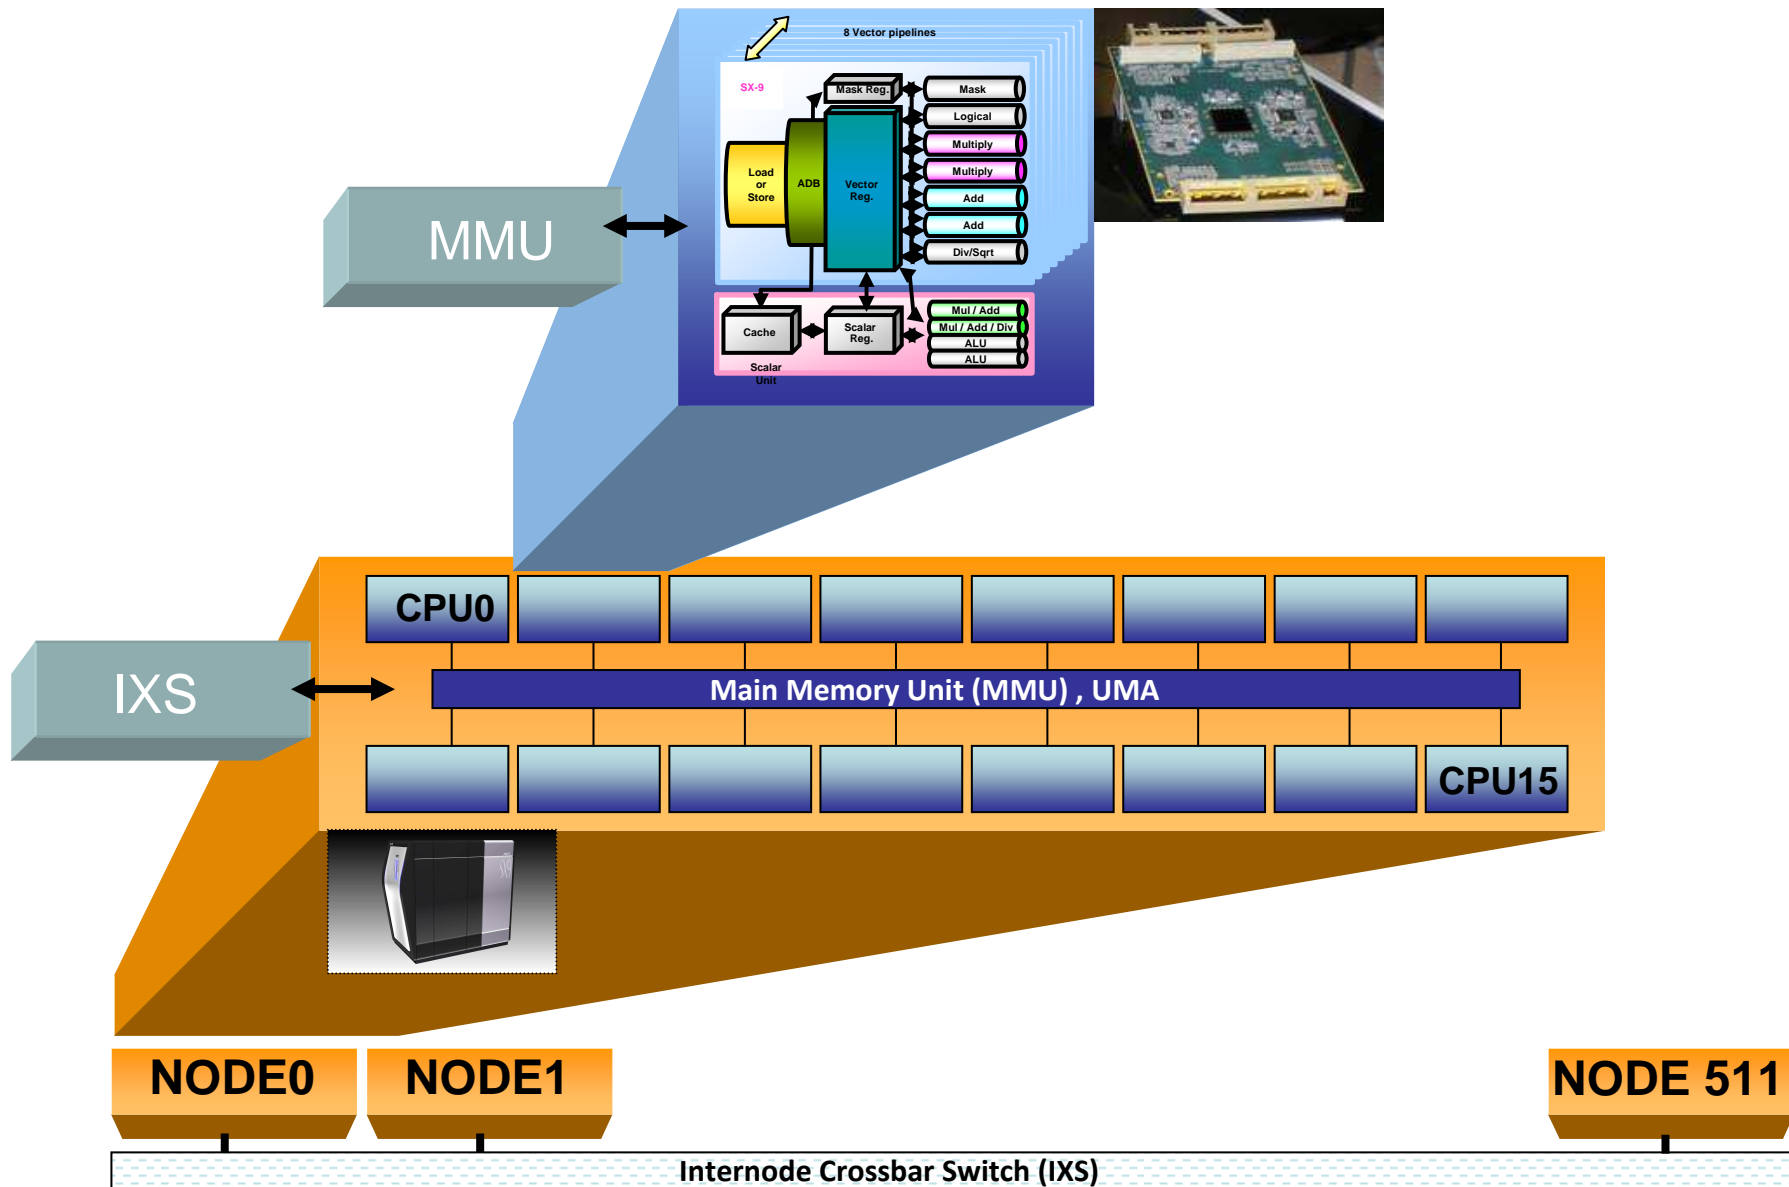 8 Vector pipelines
SX-9
Mask Reg.
Mask
Logical
Multiply
Multiply
Add
Add
Div/Sqrt
Load
or
Store
ADB
Vector
Reg.
MMU
Mul / Add
Mul / Add / Div
ALU
ALU
Cache
Scalar
Reg.
Scalar
Unit
CPU0
IXS
Main Memory Unit (MMU) , UMA
CPU15
NODE0
NODE1
NODE 511
Internode Crossbar Switch (IXS)